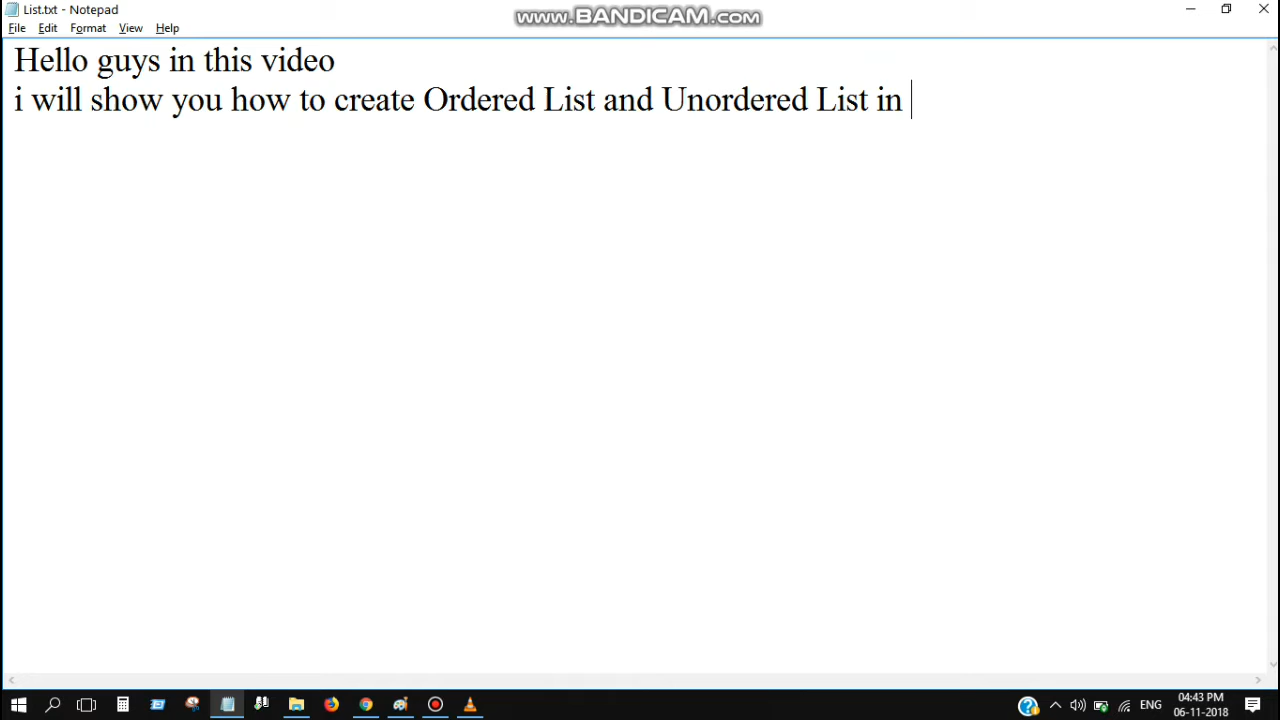 List.txt - Notepad
www.BANDICAM.com
File Edit Format View Help
Hello guys in this video
i will show you how to create Ordered List and Unordered List in
ENG
04:43 PM
06-11-2018